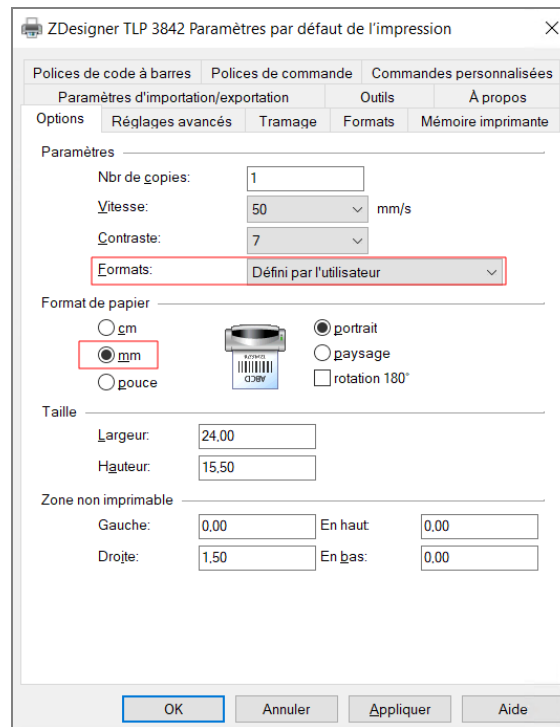 ZDesigner TLP 3842 Paramètres par défaut de l'impression
Polices de code à barres Polices de commande Commandes personnalisées
Paramètres d'importation/exportation Outils À propos
Options Réglages avancés Tramage Formats Mémoire imprimante
Paramètres
Nbr de copies: 1
Vitesse: 50 mm/s
Contraste: 7
Formats: Défini par l'utilisateur
Format de papier
cm portrait
mm paysage
pouce rotation 180°
ABCD
Taille
Largeur: 24,00
Hauteur: 15,50
Zone non imprimable
Gauche: 0,00 En haut: 0,00
Droite: 1,50 En bas: 0,00
OK Annuler Appliquer Aide